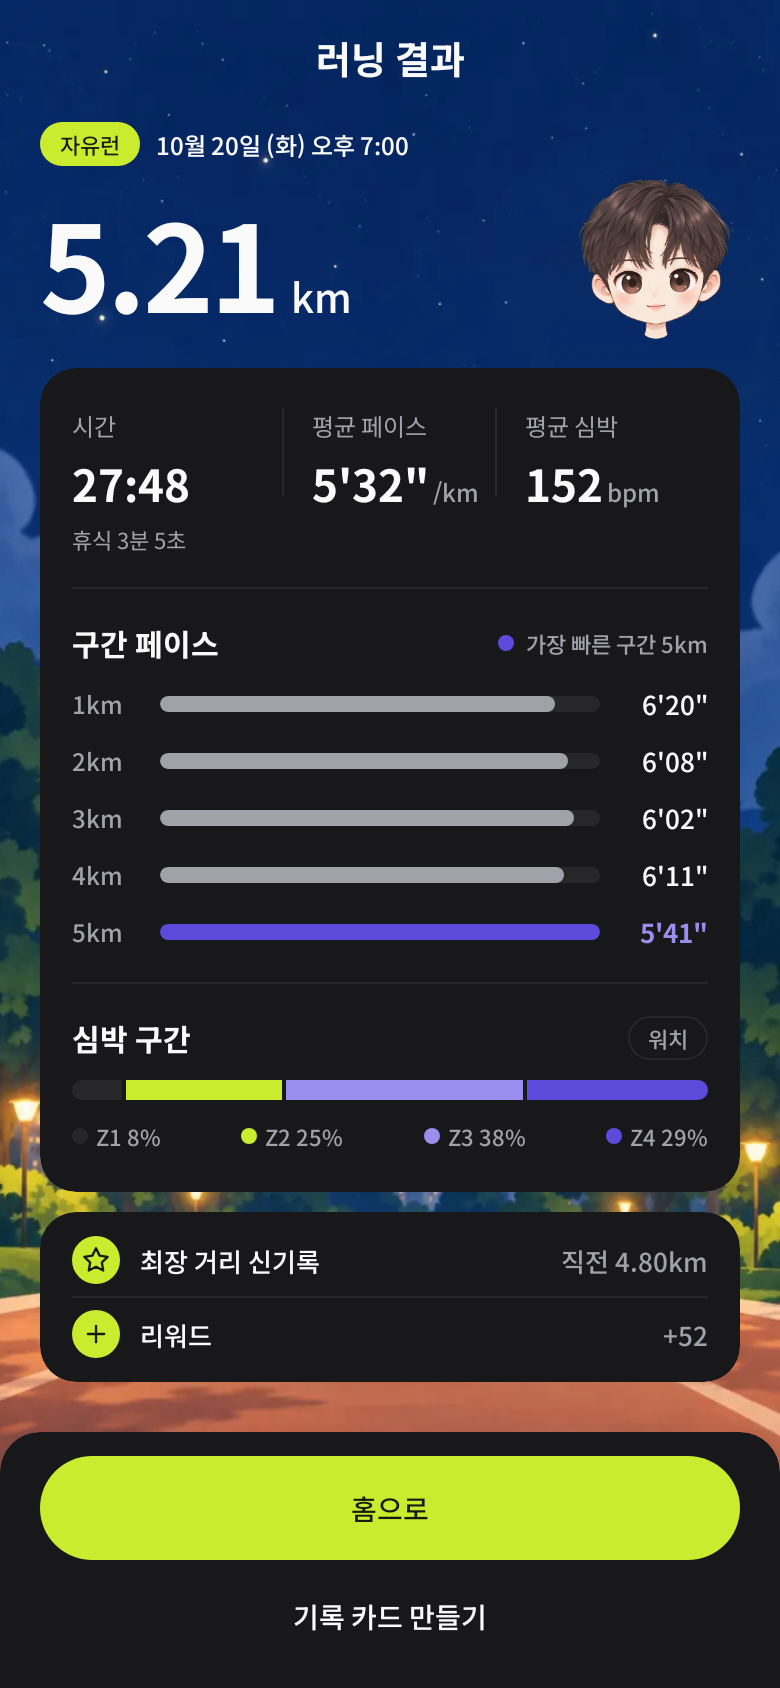 러닝 결과
자유런 10월 20일 (화) 오후 7:00
5.21 km
시간 평균 페이스 평균 심박
27:48 5'32" /km 152 bpm
휴식 3분 5초
구간 페이스 가장 빠른 구간 5km
1km 6'20"
2km 6'08"
3km 6'02"
4km 6'11"
5km 5'41"
심박 구간 워치
Z1 8% Z2 25% Z3 38% Z4 29%
최장 거리 신기록 직전 4.80km
리워드 +52
홈으로
기록 카드 만들기